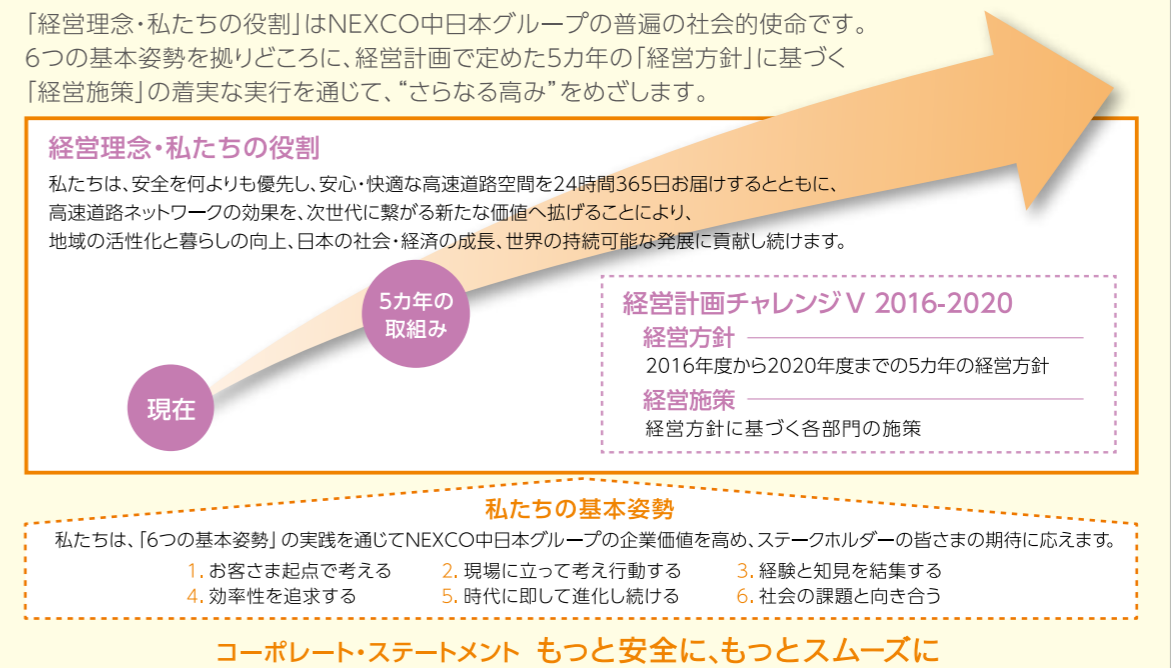 「経営理念・私たちの役割」はNEXCO中日本グループの普遍の社会的使命です。
6つの基本姿勢を拠りどころに、経営計画で定めた5カ年の「経営方針」に基づく
「経営施策」の着実な実行を通じて、“さらなる高み”をめざします。
経営理念・私たちの役割
私たちは、安全を何よりも優先し、安心・快適な高速道路空間を24時間365日お届けするとともに、
高速道路ネットワークの効果を、次世代に繋がる新たな価値へ拡げることにより、
地域の活性化と暮らしの向上、日本の社会・経済の成長、世界の持続可能な発展に貢献し続けます。
5カ年の
取組み
現在
経営計画チャレンジⅤ 2016-2020
経営方針
2016年度から2020年度までの5カ年の経営方針
経営施策
経営方針に基づく各部門の施策
私たちの基本姿勢
私たちは、「6つの基本姿勢」の実践を通じてNEXCO中日本グループの企業価値を高め、ステークホルダーの皆さまの期待に応えます。
1. お客さま起点で考える 2. 現場に立って考え行動する 3. 経験と知見を結集する
4. 効率性を追求する 5. 時代に即して進化し続ける 6. 社会の課題と向き合う
コーポレート・ステートメント もっと安全に、もっとスムーズに